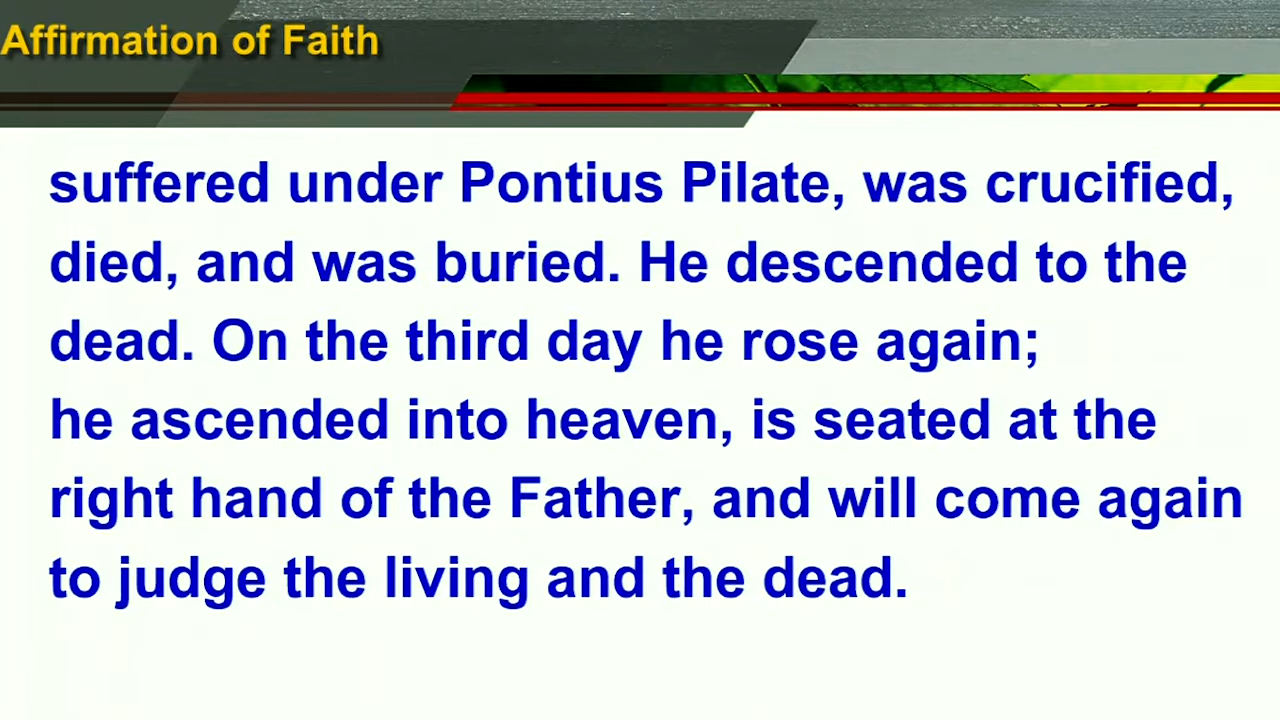 Affirmation of Faith
suffered under Pontius Pilate, was crucified,
died, and was buried. He descended to the
dead. On the third day he rose again;
he ascended into heaven, is seated at the
right hand of the Father, and will come again
to judge the living and the dead.